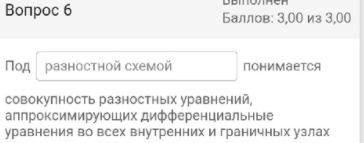 Вопрос 6
Выполнен
Баллов: 3,00 из 3,00
Под разностной схемой понимается
совокупность разностных уравнений,
аппроксимирующих дифференциальные
уравнения во всех внутренних и граничных узлах